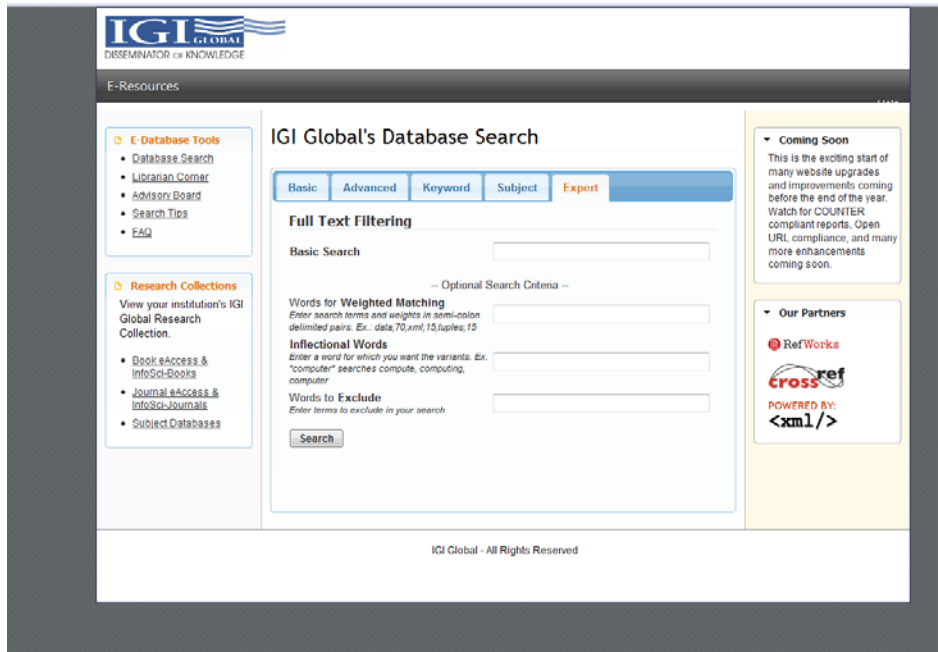 IGI GLOBAL
DISSEMINATOR OF KNOWLEDGE
E-Resources
Help
E-Database Tools
Database Search
Librarian Corner
Advisory Board
Search Tips
FAQ
Research Collections
View your institution's IGI
Global Research
Collection.
Book eAccess &
InfoSci-Books
Journal eAccess &
InfoSci-Journals
Subject Databases
IGI Global's Database Search
Basic Advanced Keyword Subject Expert
Full Text Filtering
Basic Search
-- Optional Search Criteria --
Words for Weighted Matching
Enter search terms and weights in semi-colon
delimited pairs. Ex.: data;70;xml;15;tuples;15
Inflectional Words
Enter a word for which you want the variants. Ex.
"computer" searches compute, computing,
computer
Words to Exclude
Enter terms to exclude in your search
Search
Coming Soon
This is the exciting start of
many website upgrades
and improvements coming
before the end of the year.
Watch for COUNTER
compliant reports, Open
URL compliance, and many
more enhancements
coming soon.
Our Partners
RefWorks
crossref
POWERED BY:
<xml/>
IGI Global - All Rights Reserved